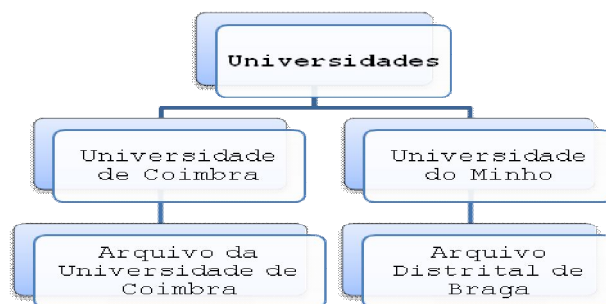 Universidades
Universidade
de Coimbra
Universidade
do Minho
Arquivo da
Universidade de
Coimbra
Arquivo
Distrital de
Braga